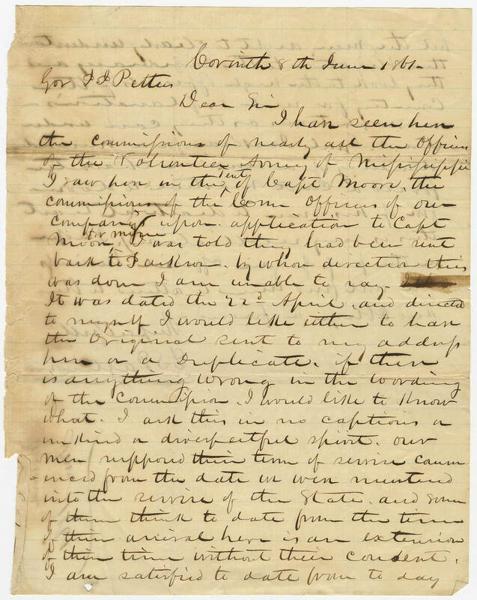 Corinth 8th June 1861-
Gov J J Pettus
Dear Sir
I have seen here
the commissions of nearly all the Officers
of the Volunteer Army of Mississippi
I saw here in the tent of Capt Moore, the
commissions of the Com Officers of our
company upon application to Capt
Moore, for mine I was told they had been sent
back to Jackson. by whose direction this
was done I am unable to say.
It was dated the 22d April and directed
to myself I would like either to have
the Original sent to my address
here or a duplicate. if there
is anything wrong in the wording
of the Commission I would like to know
what. I ask this in no captious or
unkind or disrespectful spirit. our
men supposed their term of service comm
enced from the date we were mustered
into the service of the State. and some
of them think to date from the time
of their arrival here is an extension
of their time without their consent.
I am satisfied to date from to day